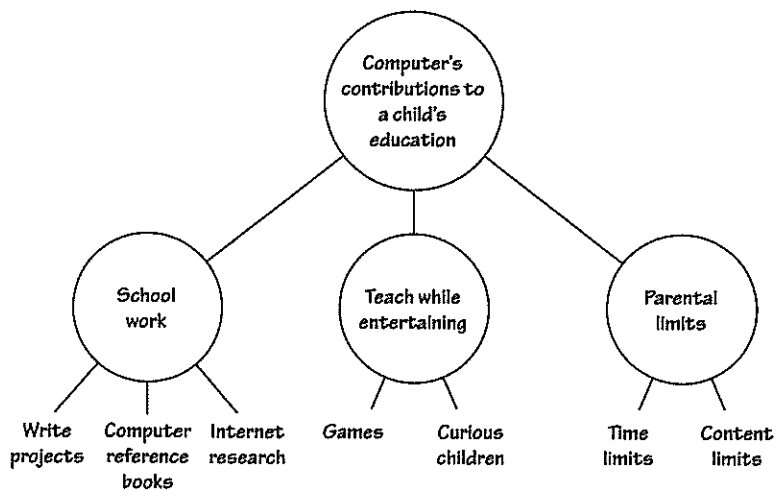 Computer's
contributions to
a child's
education
School
work
Teach while
entertaining
Parental
limits
Write
projects
Computer
reference
books
Internet
research
Games
Curious
children
Time
limits
Content
limits